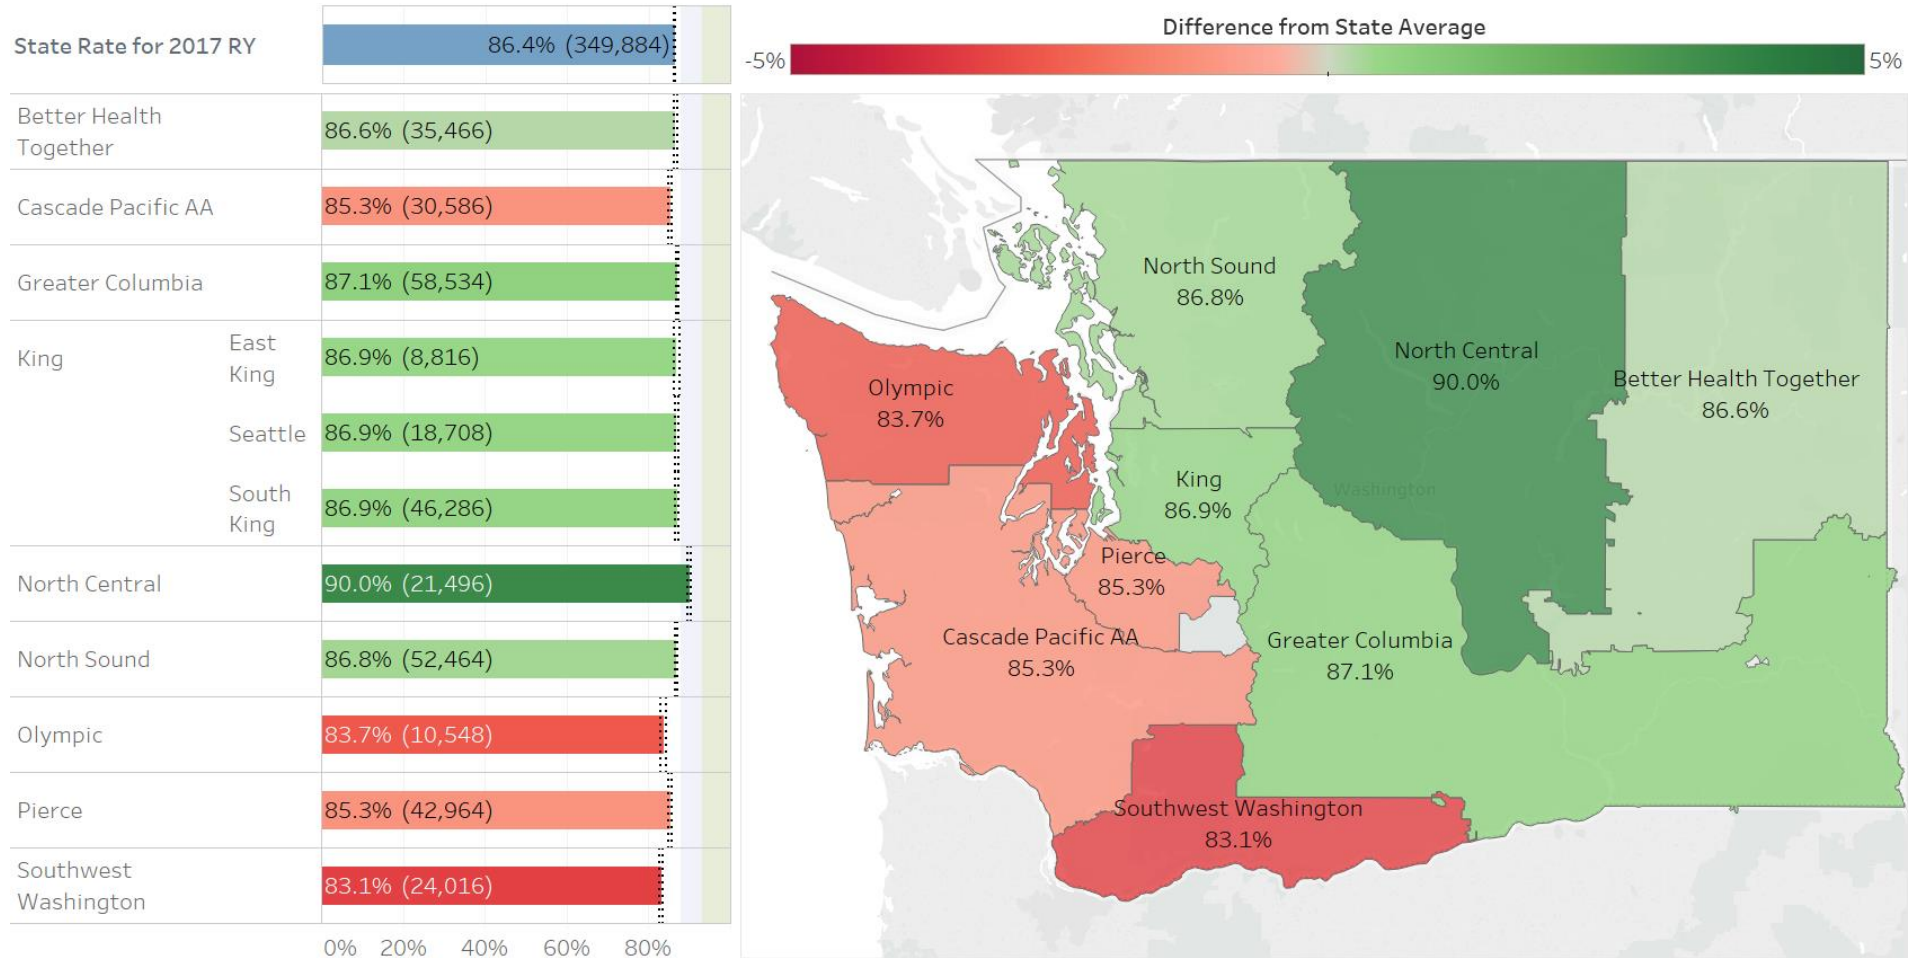 State Rate for 2017 RY
86.4% (349,884)
Better Health
Together
86.6% (35,466)
Cascade Pacific AA
85.3% (30,586)
Greater Columbia
87.1% (58,534)
King
East
King
86.9% (8,816)
Seattle
86.9% (18,708)
South
King
86.9% (46,286)
North Central
90.0% (21,496)
North Sound
86.8% (52,464)
Olympic
83.7% (10,548)
Pierce
85.3% (42,964)
Southwest
Washington
83.1% (24,016)
0% 20% 40% 60% 80%
Difference from State Average
-5%
5%
North Sound
86.8%
North Central
90.0%
Better Health Together
86.6%
Olympic
83.7%
King
86.9%
Washington
Pierce
85.3%
Cascade Pacific AA
85.3%
Greater Columbia
87.1%
Southwest Washington
83.1%